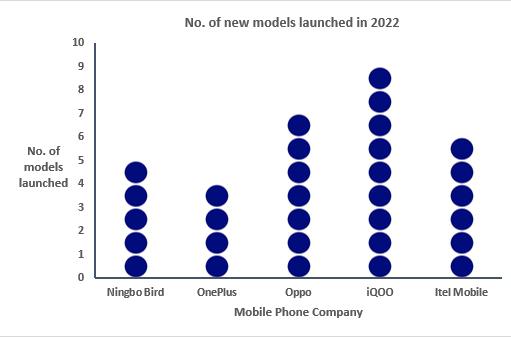 No. of new models launched in 2022
10
9
8
7
6
5
4
3
2
1
0
No. of
models
launched
Ningbo Bird OnePlus Oppo iQOO Itel Mobile
Mobile Phone Company